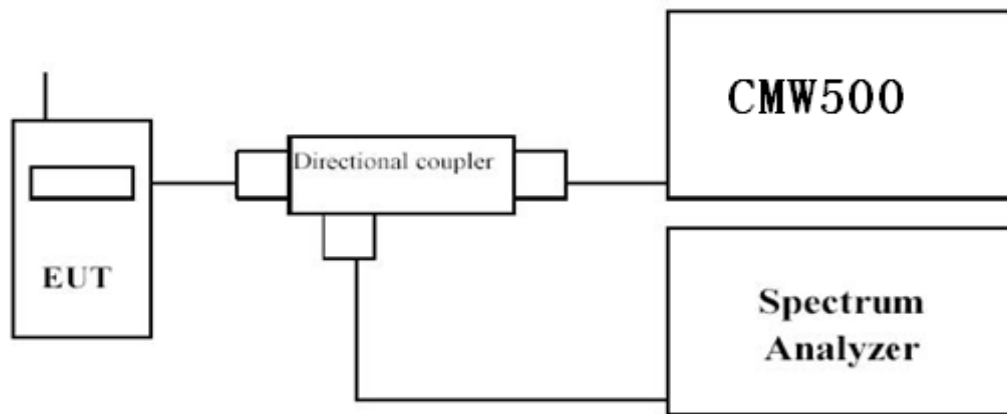 CMW500
Directional coupler
EUT
Spectrum
Analyzer